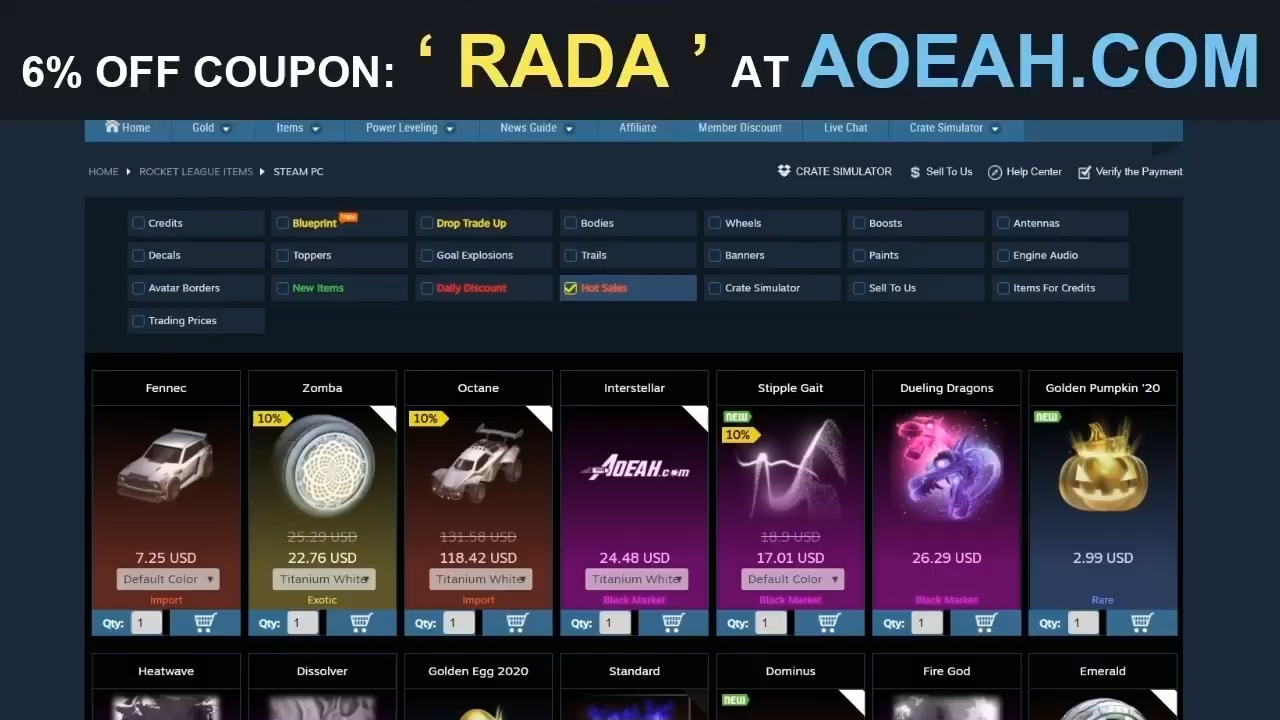 6% OFF COUPON: ‘ RADA ’ AT AOEAH.COM
Home Gold Items Power Leveling News Guide Affiliate Member Discount Live Chat Crate Simulator
HOME ROCKET LEAGUE ITEMS STEAM PC CRATE SIMULATOR $ Sell To Us Help Center Verify the Payment
Credits Blueprint New Drop Trade Up Bodies Wheels Boosts Antennas
Decals Toppers Goal Explosions Trails Banners Paints Engine Audio
Avatar Borders New Items Daily Discount Hot Sales Crate Simulator Sell To Us Items For Credits
Trading Prices
Fennec Zomba Octane Interstellar Stipple Gait Dueling Dragons Golden Pumpkin '20
10% 10% NEW NEW
10%
AOEAH.com
25.29 USD 131.58 USD 18.9 USD
7.25 USD 22.76 USD 118.42 USD 24.48 USD 17.01 USD 26.29 USD 2.99 USD
Default Color Titanium White Titanium White Titanium White Default Color
Import Exotic Import Black Market Black Market Black Market Rare
Qty: 1 Qty: 1 Qty: 1 Qty: 1 Qty: 1 Qty: 1 Qty: 1
Heatwave Dissolver Golden Egg 2020 Standard Dominus Fire God Emerald
NEW